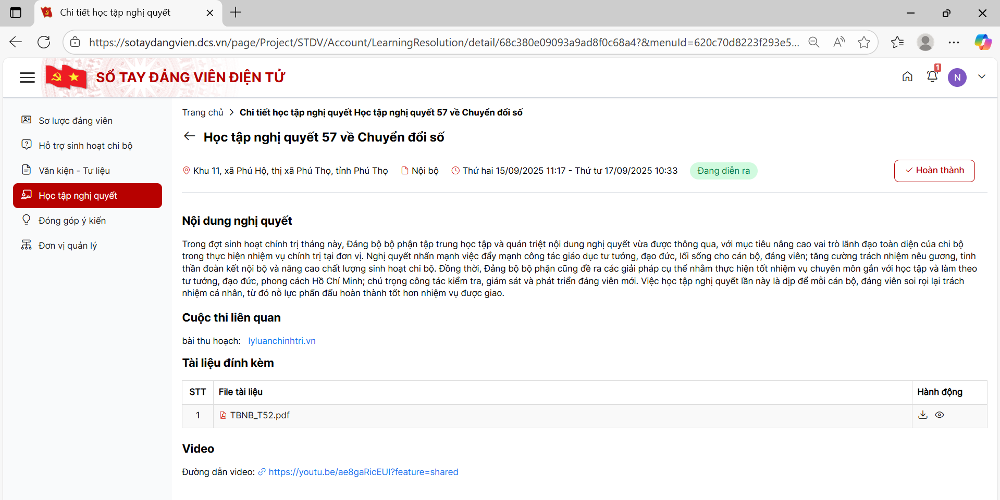 Chi tiết học tập nghị quyết
https://sotaydangvien.dcs.vn/page/Project/STDV/Account/LearningResolution/detail/68c380e09093a9ad8f0c68a4?&menuId=620c70d8223f293e5...
SỔ TAY ĐẢNG VIÊN ĐIỆN TỬ
1
N
Sơ lược đảng viên
Hỗ trợ sinh hoạt chi bộ
Văn kiện - Tư liệu
Học tập nghị quyết
Đóng góp ý kiến
Đơn vị quản lý
Trang chủ > Chi tiết học tập nghị quyết Học tập nghị quyết 57 về Chuyển đổi số
Học tập nghị quyết 57 về Chuyển đổi số
Khu 11, xã Phú Hộ, thị xã Phú Thọ, tỉnh Phú Thọ Nội bộ Thứ hai 15/09/2025 11:17 - Thứ tư 17/09/2025 10:33 Đang diễn ra Hoàn thành
Nội dung nghị quyết
Trong đợt sinh hoạt chính trị tháng này, Đảng bộ bộ phận tập trung học tập và quán triệt nội dung nghị quyết vừa được thông qua, với mục tiêu nâng cao vai trò lãnh đạo toàn diện của chi bộ
trong thực hiện nhiệm vụ chính trị tại đơn vị. Nghị quyết nhấn mạnh việc đẩy mạnh công tác giáo dục tư tưởng, đạo đức, lối sống cho cán bộ, đảng viên; tăng cường trách nhiệm nêu gương, tinh
thần đoàn kết nội bộ và nâng cao chất lượng sinh hoạt chi bộ. Đồng thời, Đảng bộ bộ phận cũng đề ra các giải pháp cụ thể nhằm thực hiện tốt nhiệm vụ chuyên môn gắn với học tập và làm theo
tư tưởng, đạo đức, phong cách Hồ Chí Minh; chú trọng công tác kiểm tra, giám sát và phát triển đảng viên mới. Việc học tập nghị quyết lần này là dịp để mỗi cán bộ, đảng viên soi rọi lại trách
nhiệm cá nhân, từ đó nỗ lực phấn đấu hoàn thành tốt hơn nhiệm vụ được giao.
Cuộc thi liên quan
bài thu hoạch: lyluanchinhtri.vn
Tài liệu đính kèm
STT File tài liệu Hành động
1 TBNB_T52.pdf
Video
Đường dẫn video: https://youtu.be/ae8gaRicEUI?feature=shared